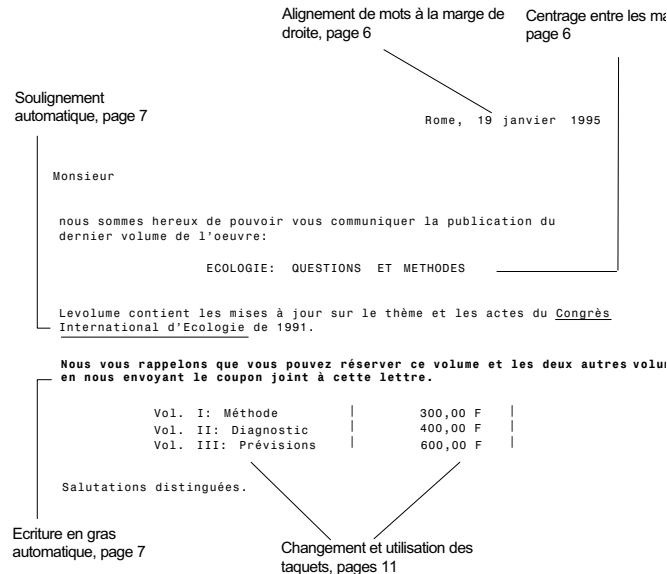 Alignement de mots à la marge de
droite, page 6
Centrage entre les
page 6
Soulignement
automatique, page 7
Rome, 19 janvier 1995
Monsieur
nous sommes hereux de pouvoir vous communiquer la publication du
dernier volume de l'oeuvre:
ECOLOGIE: QUESTIONS ET METHODES
Levolume contient les mises à jour sur le thème et les actes du Congrès
International d'Ecologie de 1991.
Nous vous rappelons que vous pouvez réserver ce volume et les deux autres
en nous envoyant le coupon joint à cette lettre.
Vol. I: Méthode | 300,00 F |
Vol. II: Diagnostic | 400,00 F |
Vol. III: Prévisions | 600,00 F |
Salutations distinguées.
Ecriture en gras
automatique, page 7
Changement et utilisation des
taquets, pages 11